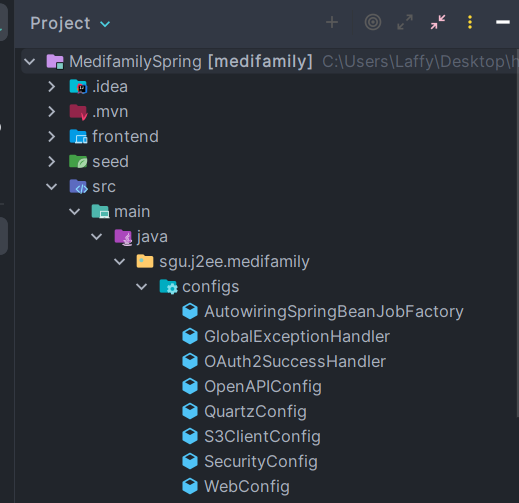 Project
MedifamilySpring [medifamily] C:\Users\Laffy\Desktop\h
.idea
.mvn
frontend
seed
src
main
java
sgu.j2ee.medifamily
configs
AutowiringSpringBeanJobFactory
GlobalExceptionHandler
OAuth2SuccessHandler
OpenAPIConfig
QuartzConfig
S3ClientConfig
SecurityConfig
WebConfig